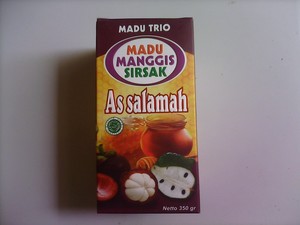 MADU TRIO
MADU
MANGGIS
SIRSAK
As salamah
Netto 350 gr